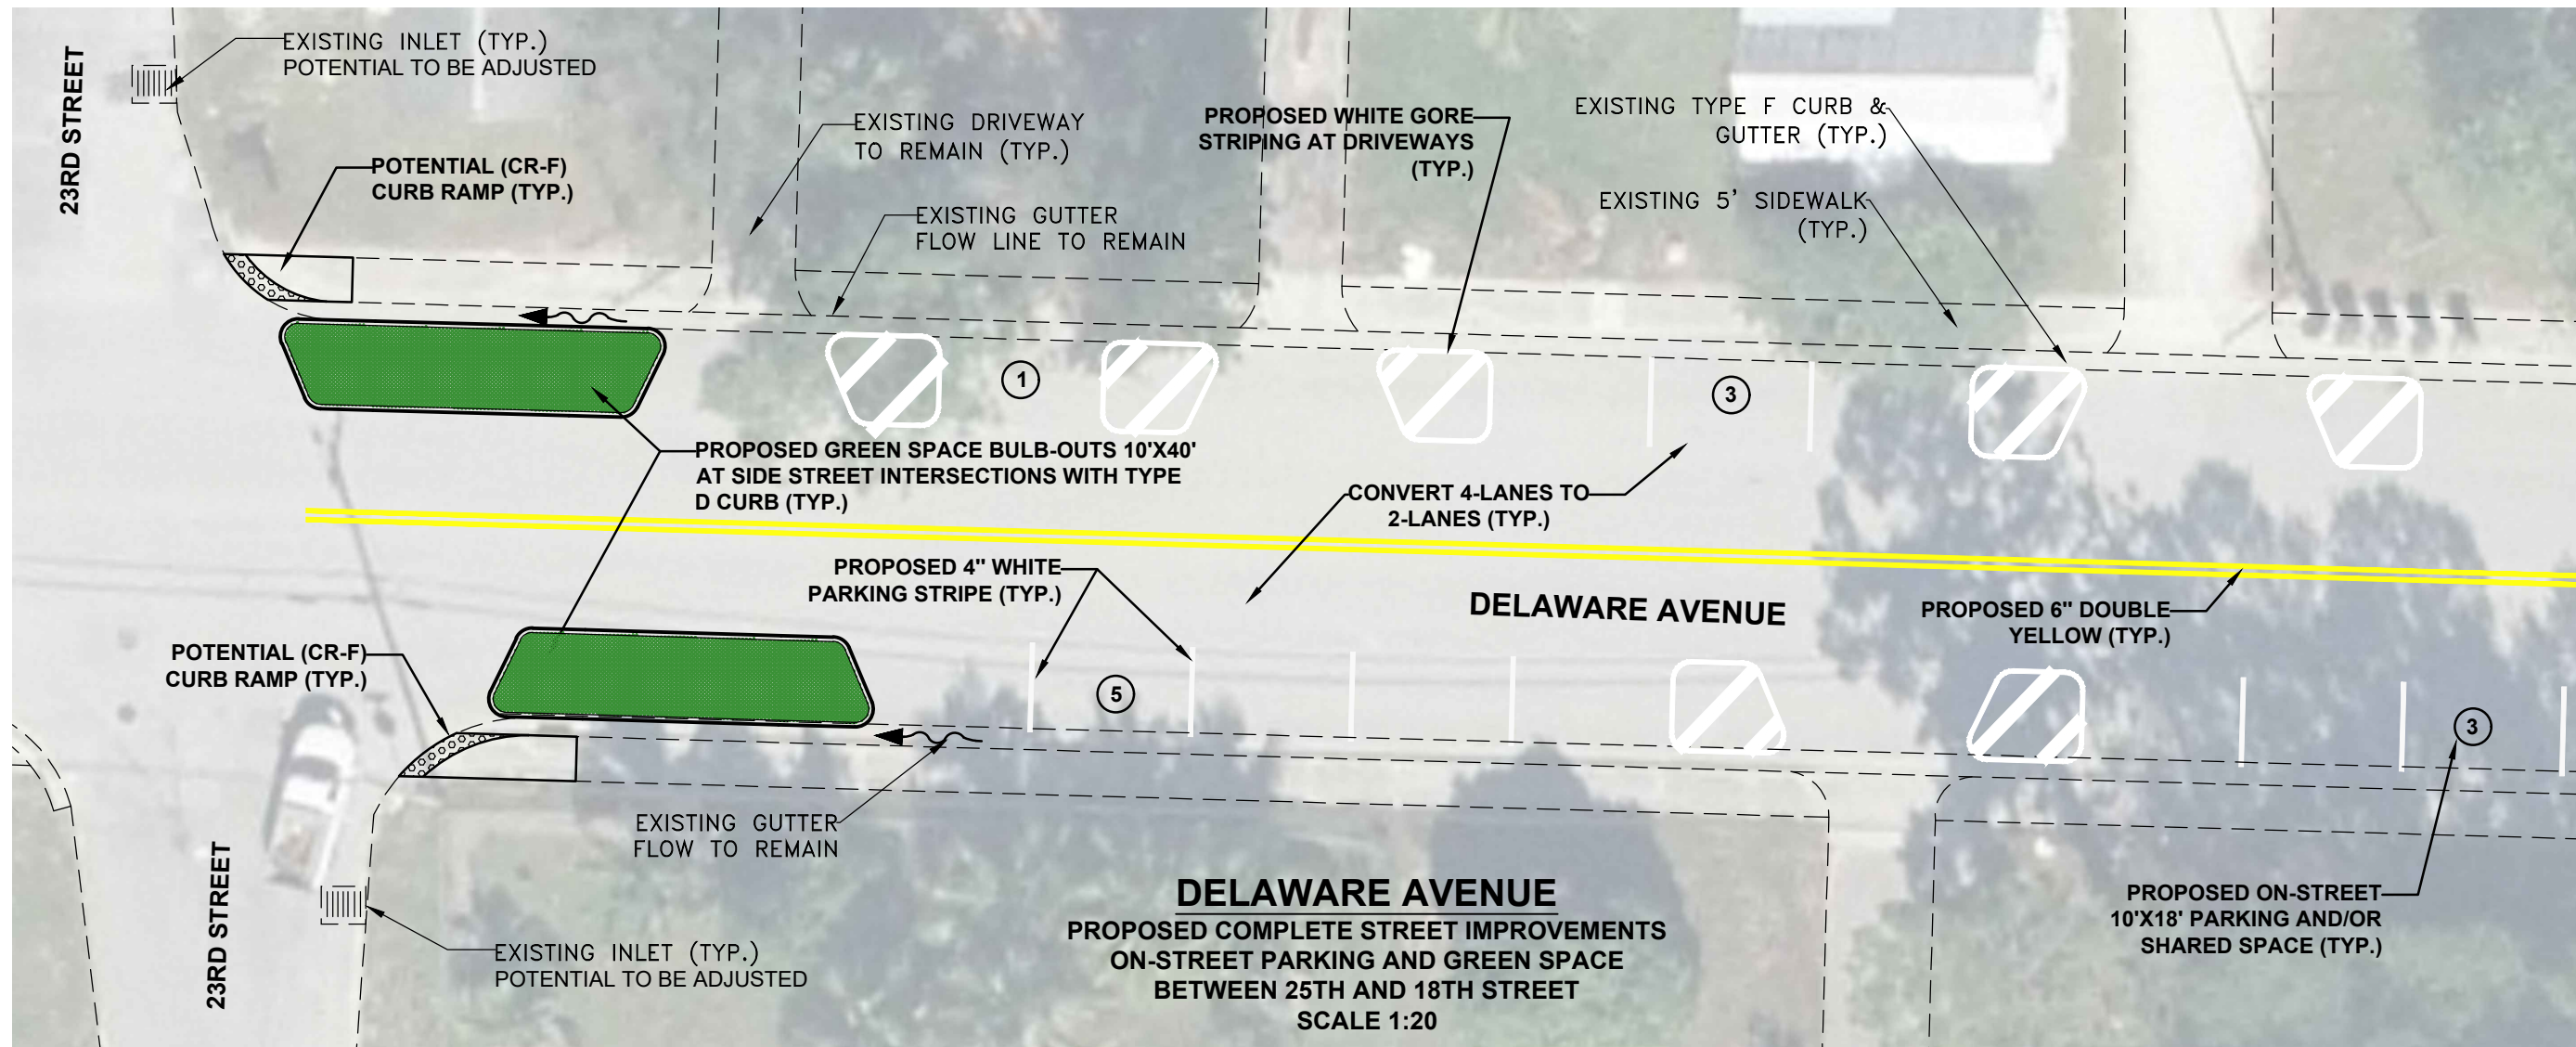 23RD STREET
EXISTING INLET (TYP.)
POTENTIAL TO BE ADJUSTED
POTENTIAL (CR-F)
CURB RAMP (TYP.)
EXISTING DRIVEWAY
TO REMAIN (TYP.)
EXISTING GUTTER
FLOW LINE TO REMAIN
PROPOSED WHITE GORE
STRIPING AT DRIVEWAYS
(TYP.)
EXISTING TYPE F CURB &
GUTTER (TYP.)
EXISTING 5' SIDEWALK
(TYP.)
1
3
PROPOSED GREEN SPACE BULB-OUTS 10'X40'
AT SIDE STREET INTERSECTIONS WITH TYPE
D CURB (TYP.)
CONVERT 4-LANES TO
2-LANES (TYP.)
PROPOSED 4" WHITE
PARKING STRIPE (TYP.)
DELAWARE AVENUE
PROPOSED 6" DOUBLE
YELLOW (TYP.)
POTENTIAL (CR-F)
CURB RAMP (TYP.)
5
3
EXISTING GUTTER
FLOW TO REMAIN
23RD STREET
EXISTING INLET (TYP.)
POTENTIAL TO BE ADJUSTED
DELAWARE AVENUE
PROPOSED COMPLETE STREET IMPROVEMENTS
ON-STREET PARKING AND GREEN SPACE
BETWEEN 25TH AND 18TH STREET
SCALE 1:20
PROPOSED ON-STREET
10'X18' PARKING AND/OR
SHARED SPACE (TYP.)